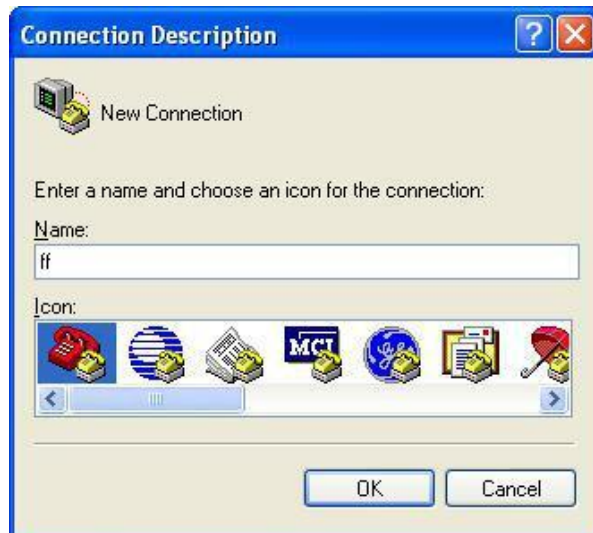 Connection Description
New Connection
Enter a name and choose an icon for the connection:
Name:
ff
Icon:
MCI
OK Cancel